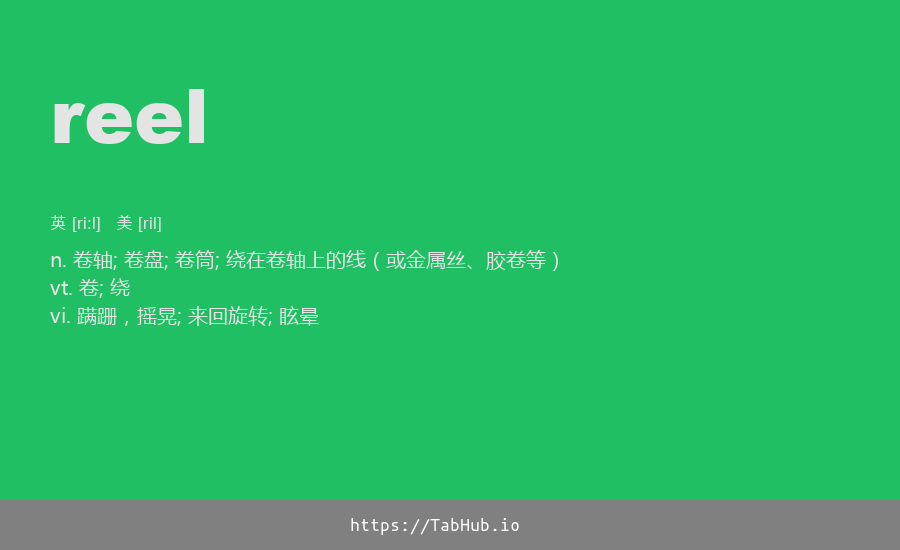 reel
英 [ri:l] 美 [ril]
n. 卷轴; 卷盘; 卷筒; 绕在卷轴上的线（或金属丝、胶卷等）
vt. 卷; 绕
vi. 蹒跚，摇晃; 来回旋转; 眩晕
https://TabHub.io